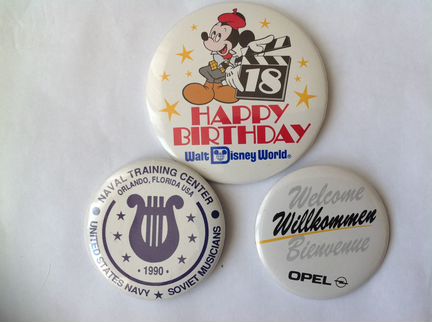 18
HAPPY
BIRTHDAY
Walt Disney World®
NAVAL TRAINING CENTER
ORLANDO, FLORIDA USA
1990
UNITED STATES NAVY ★ SOVIET MUSICIANS
Welcome
Willkommen
Bienvenue
OPEL